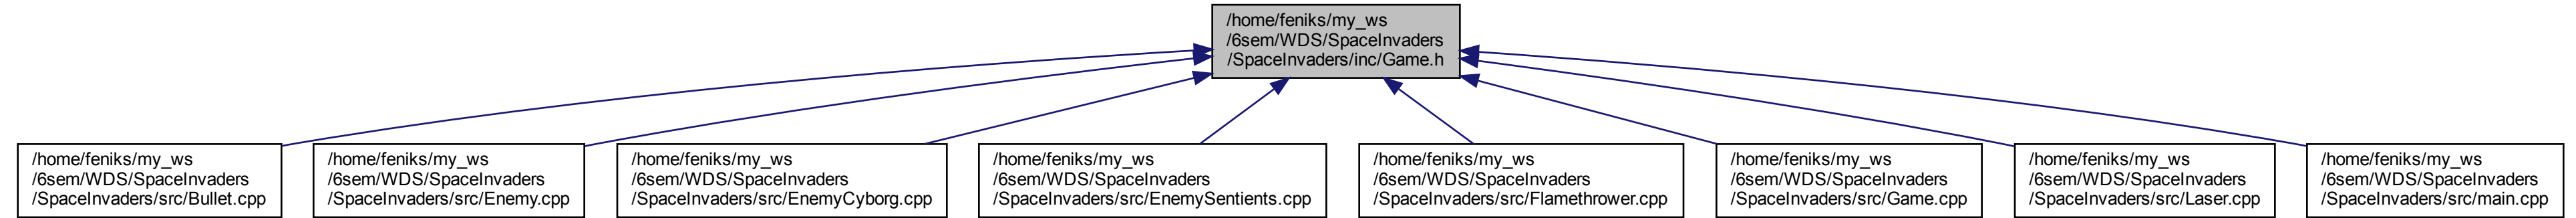 /home/feniks/my_ws
/6sem/WDS/SpaceInvaders
/SpaceInvaders/inc/Game.h
/home/feniks/my_ws
/6sem/WDS/SpaceInvaders
/SpaceInvaders/src/Bullet.cpp
/home/feniks/my_ws
/6sem/WDS/SpaceInvaders
/SpaceInvaders/src/Enemy.cpp
/home/feniks/my_ws
/6sem/WDS/SpaceInvaders
/SpaceInvaders/src/EnemyCyborg.cpp
/home/feniks/my_ws
/6sem/WDS/SpaceInvaders
/SpaceInvaders/src/EnemySentients.cpp
/home/feniks/my_ws
/6sem/WDS/SpaceInvaders
/SpaceInvaders/src/Flamethrower.cpp
/home/feniks/my_ws
/6sem/WDS/SpaceInvaders
/SpaceInvaders/src/Game.cpp
/home/feniks/my_ws
/6sem/WDS/SpaceInvaders
/SpaceInvaders/src/Laser.cpp
/home/feniks/my_ws
/6sem/WDS/SpaceInvaders
/SpaceInvaders/src/main.cpp